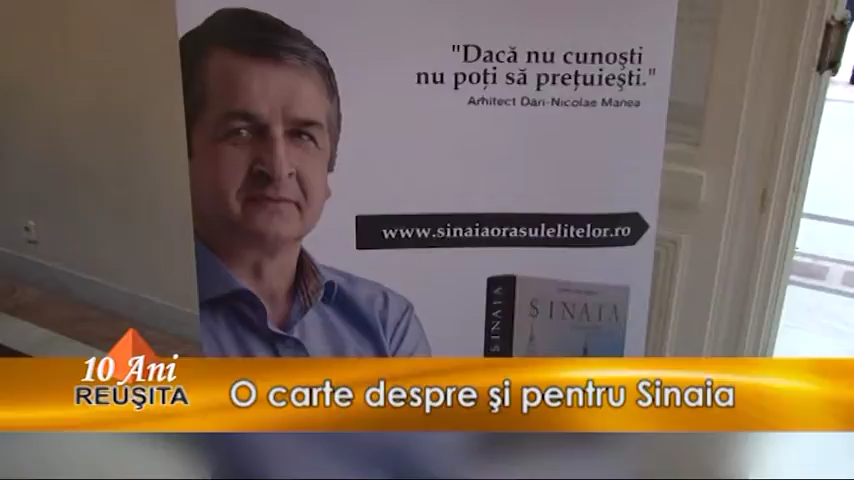 "Dacă nu cunoşti
nu poţi să preţuieşti."
Arhitect Dan-Nicolae Manea
www.sinaiaorasulelitelor.ro
SINAIA
SINAIA
10 Ani
REUŞITA
O carte despre şi pentru Sinaia